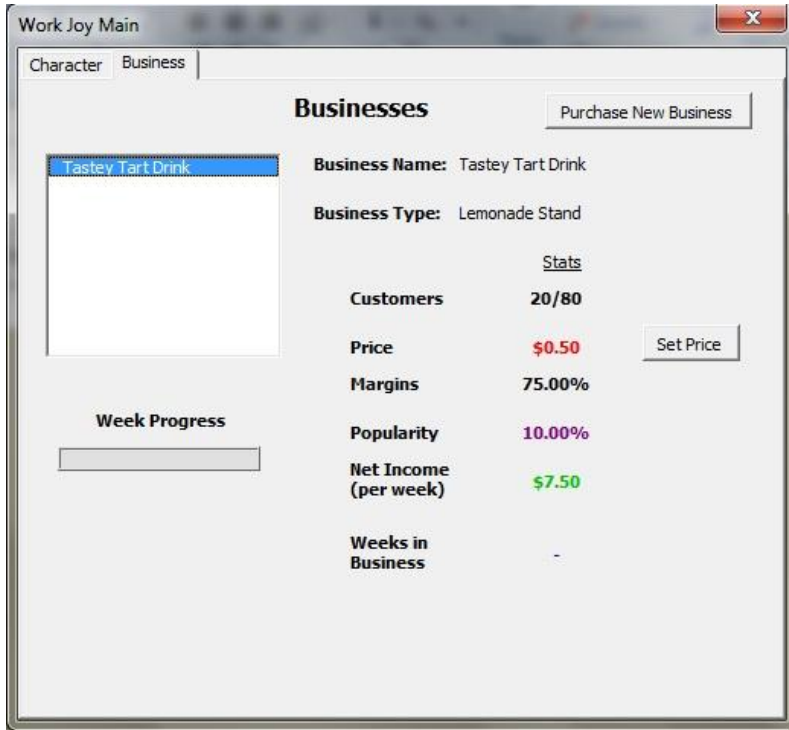 Work Joy Main
Character Business
Businesses
Purchase New Business
Tastey Tart Drink
Business Name: Tastey Tart Drink
Business Type: Lemonade Stand
Stats
Customers 20/80
Price $0.50 Set Price
Margins 75.00%
Week Progress
Popularity 10.00%
Net Income
(per week) $7.50
Weeks in
Business -